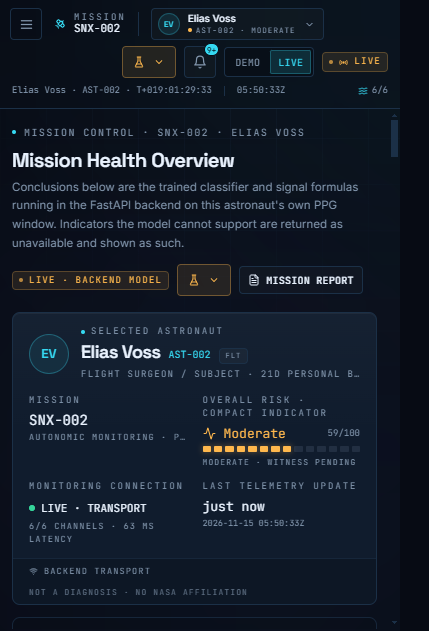 MISSION
SNX-002
EV
Elias Voss
AST-002 · MODERATE
9+
DEMO LIVE
LIVE
Elias Voss · AST-002 · T+019:01:29:33 05:50:33Z 6/6
MISSION CONTROL · SNX-002 · ELIAS VOSS
Mission Health Overview
Conclusions below are the trained classifier and signal formulas
running in the FastAPI backend on this astronaut's own PPG
window. Indicators the model cannot support are returned as
unavailable and shown as such.
LIVE · BACKEND MODEL
MISSION REPORT
SELECTED ASTRONAUT
EV
Elias Voss AST-002 FLT
FLIGHT SURGEON / SUBJECT · 21D PERSONAL B…
MISSION
SNX-002
AUTONOMIC MONITORING · P…
OVERALL RISK ·
COMPACT INDICATOR
Moderate 59/100
MODERATE · WITNESS PENDING
MONITORING CONNECTION
LIVE · TRANSPORT
6/6 CHANNELS · 63 MS
LATENCY
LAST TELEMETRY UPDATE
just now
2026-11-15 05:50:33Z
BACKEND TRANSPORT
NOT A DIAGNOSIS · NO NASA AFFILIATION